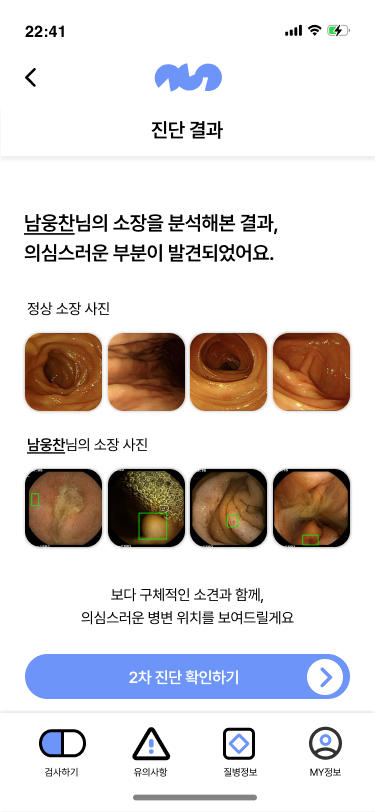 22:41
진단 결과
남웅찬님의 소장을 분석해본 결과,
의심스러운 부분이 발견되었어요.
정상 소장 사진
남웅찬님의 소장 사진
보다 구체적인 소견과 함께,
의심스러운 병변 위치를 보여드릴게요
2차 진단 확인하기
검사하기
유의사항
질병정보
MY정보